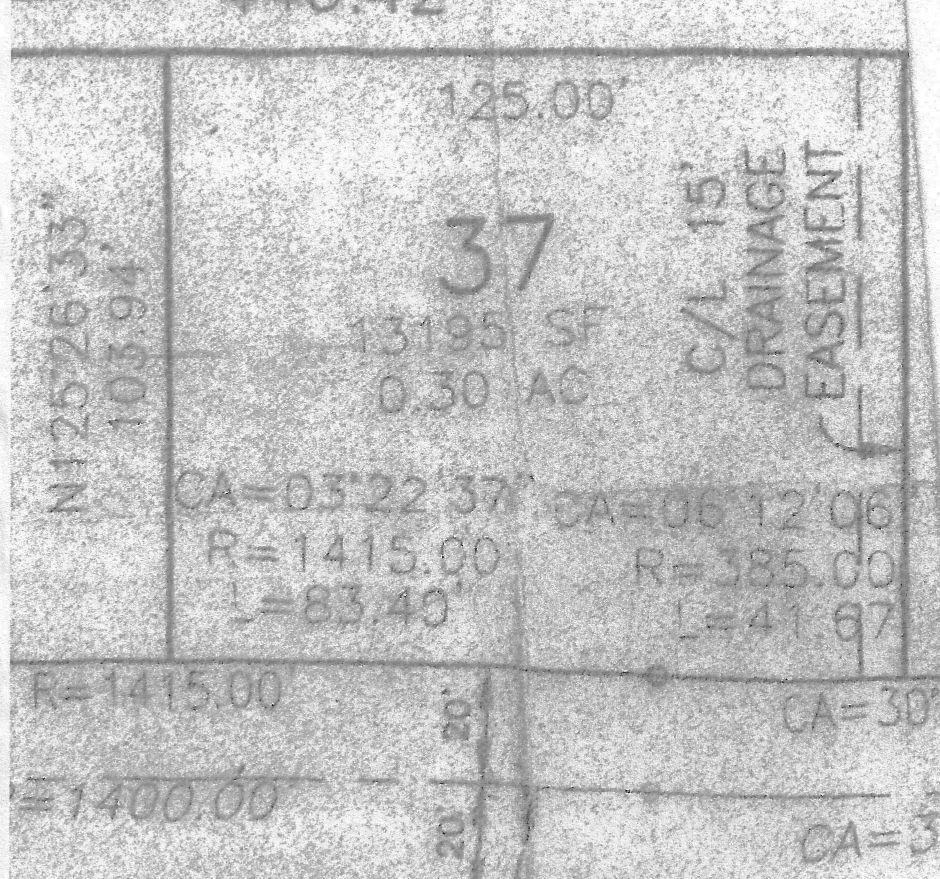 125.00'
37
13195 SF
0.30 AC
C/L 15'
DRAINAGE
EASEMENT
N12°26'33"
103.94'
CA=03°22'37"
R=1415.00
L=83.40'
CA=06°12'06
R=385.00
L=41.67
R=1415.00
20'
CA=30°
=1400.00
20'
CA=3